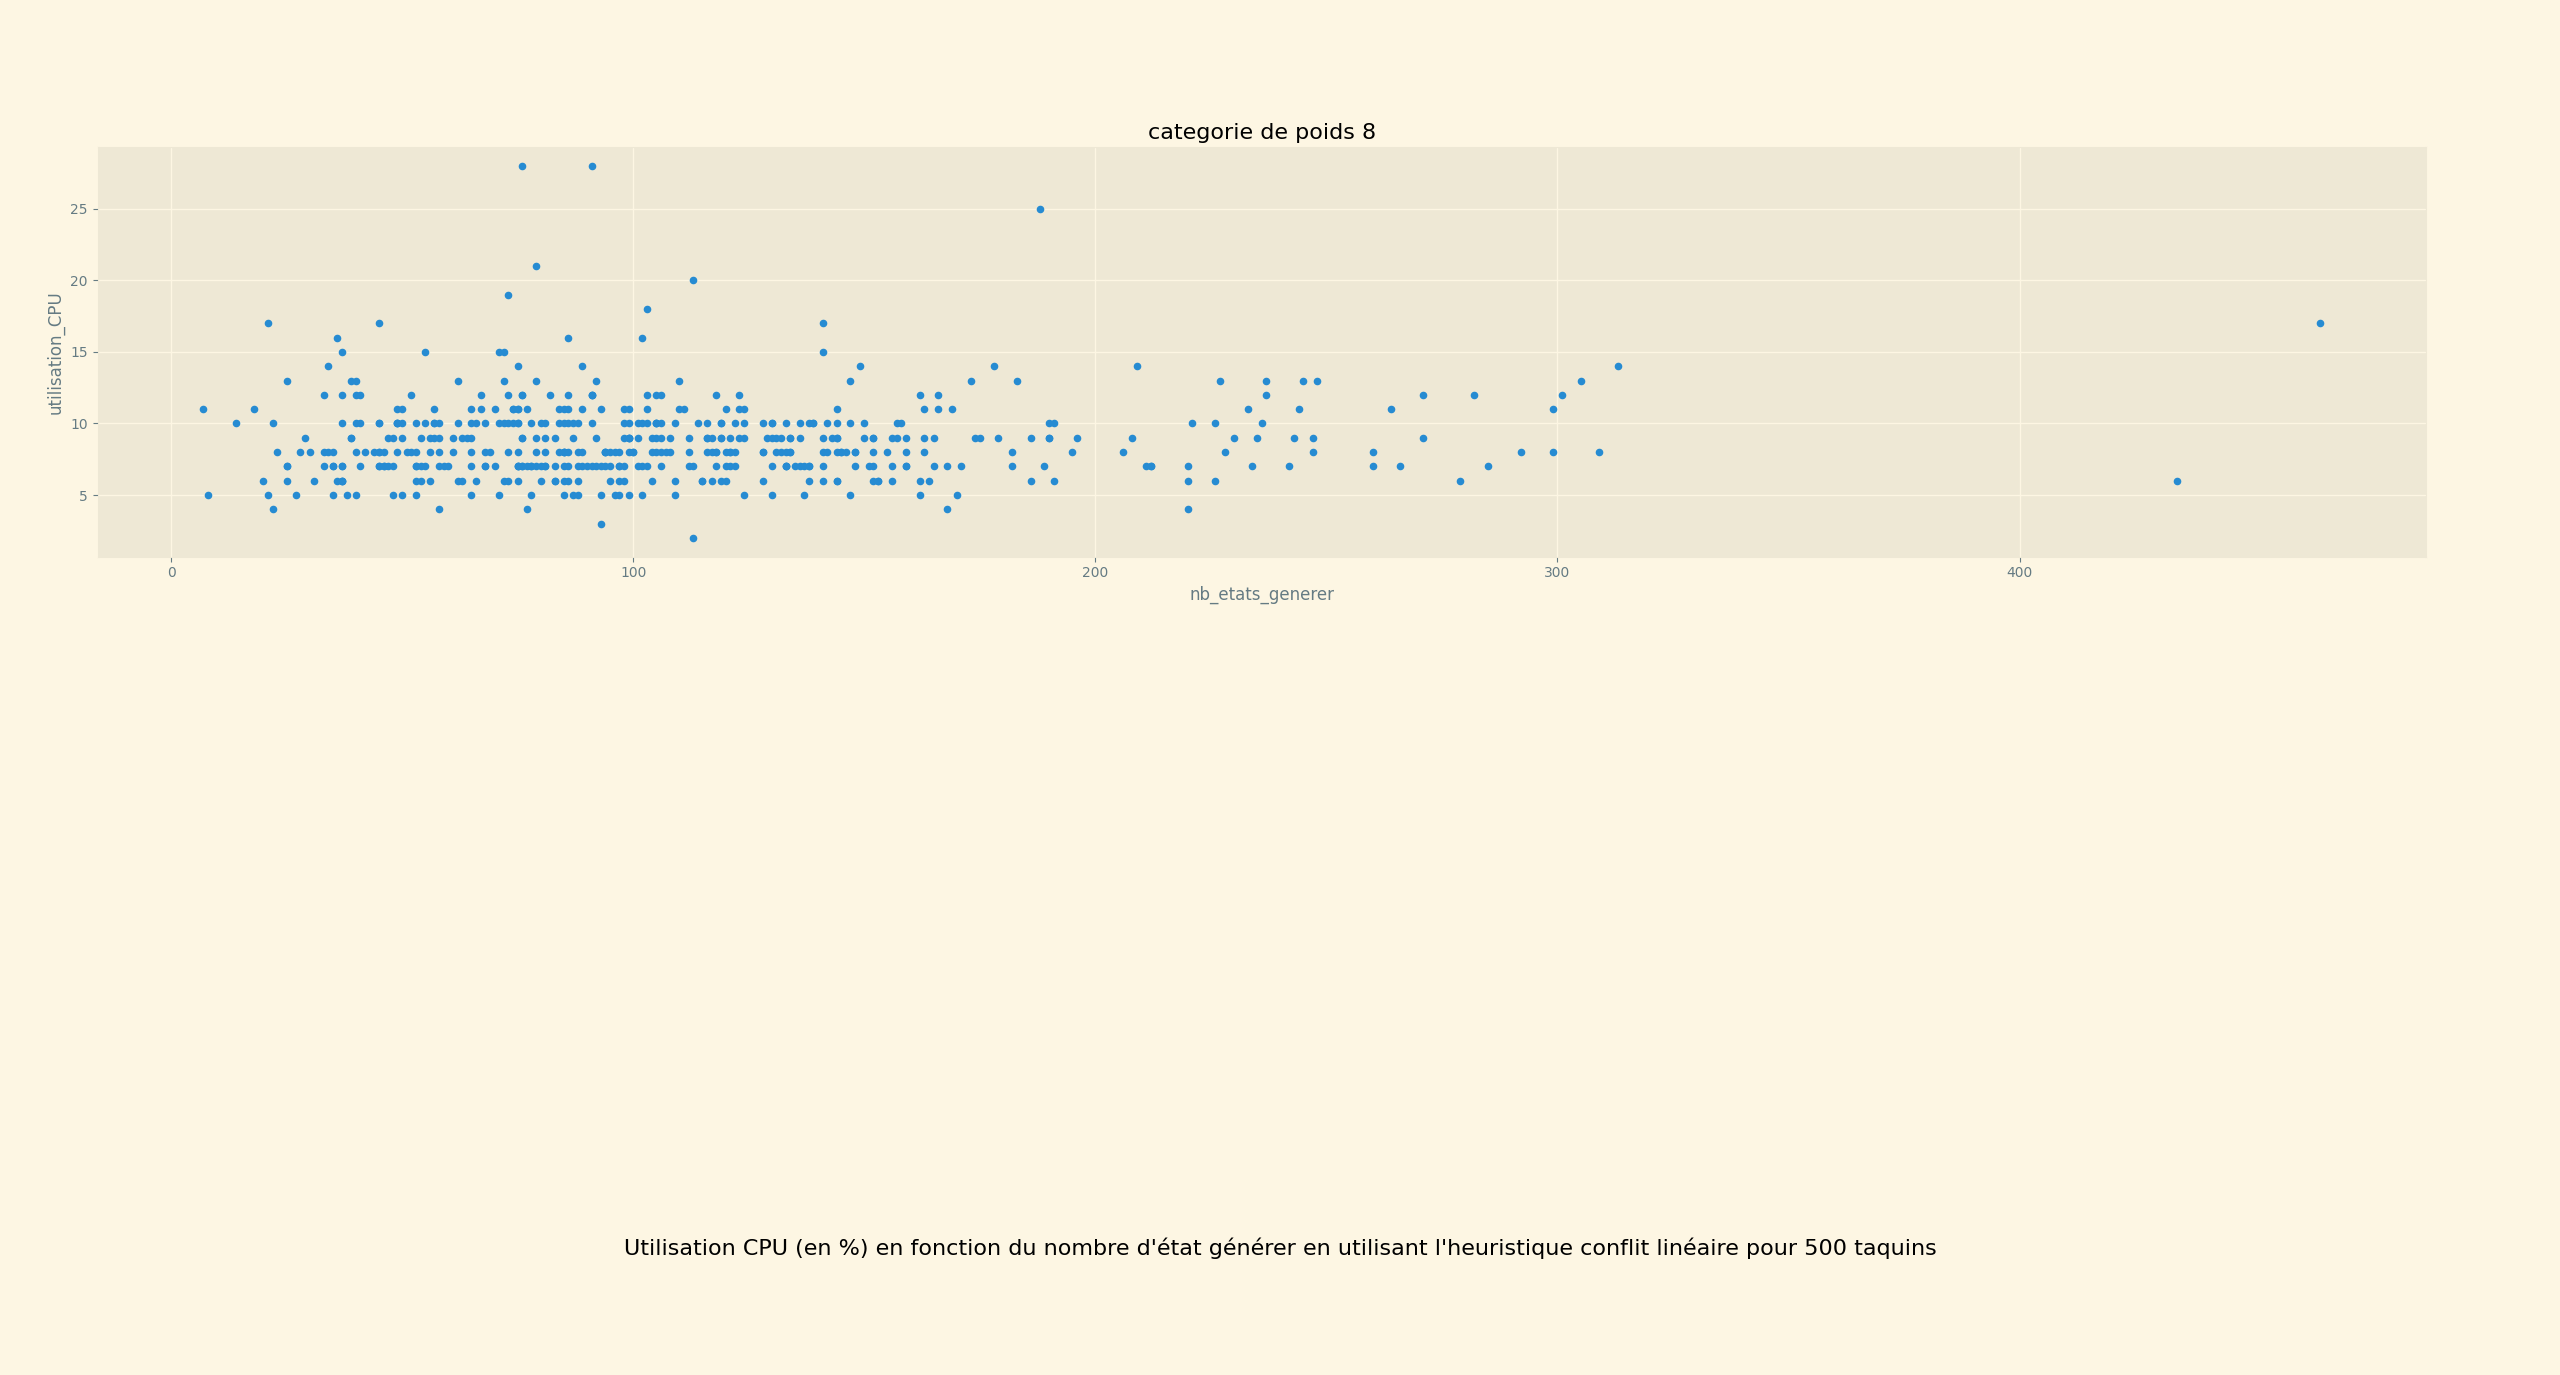 categorie de poids 8
utilisation_CPU
25
20
15
10
5
0 100 200 300 400
nb_etats_generer
Utilisation CPU (en %) en fonction du nombre d'état générer en utilisant l'heuristique conflit linéaire pour 500 taquins